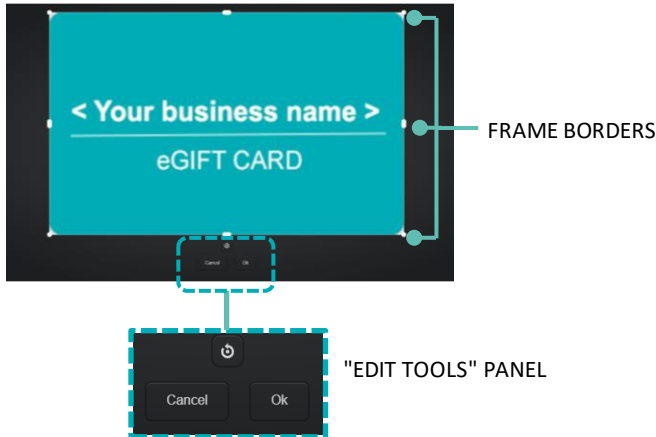 < Your business name >
eGIFT CARD
FRAME BORDERS
Cancel Ok
"EDIT TOOLS" PANEL
Cancel Ok